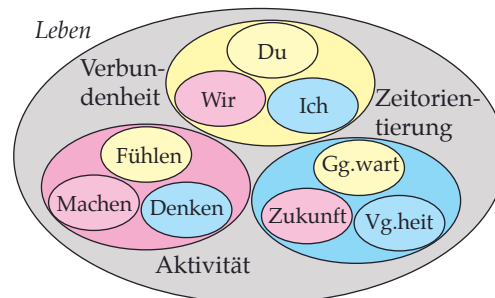 Leben
Du
Verbun-
denheit
Wir
Ich
Zeitorien-
tierung
Fühlen
Gg.wart
Machen
Denken
Zukunft
Vg.heit
Aktivität